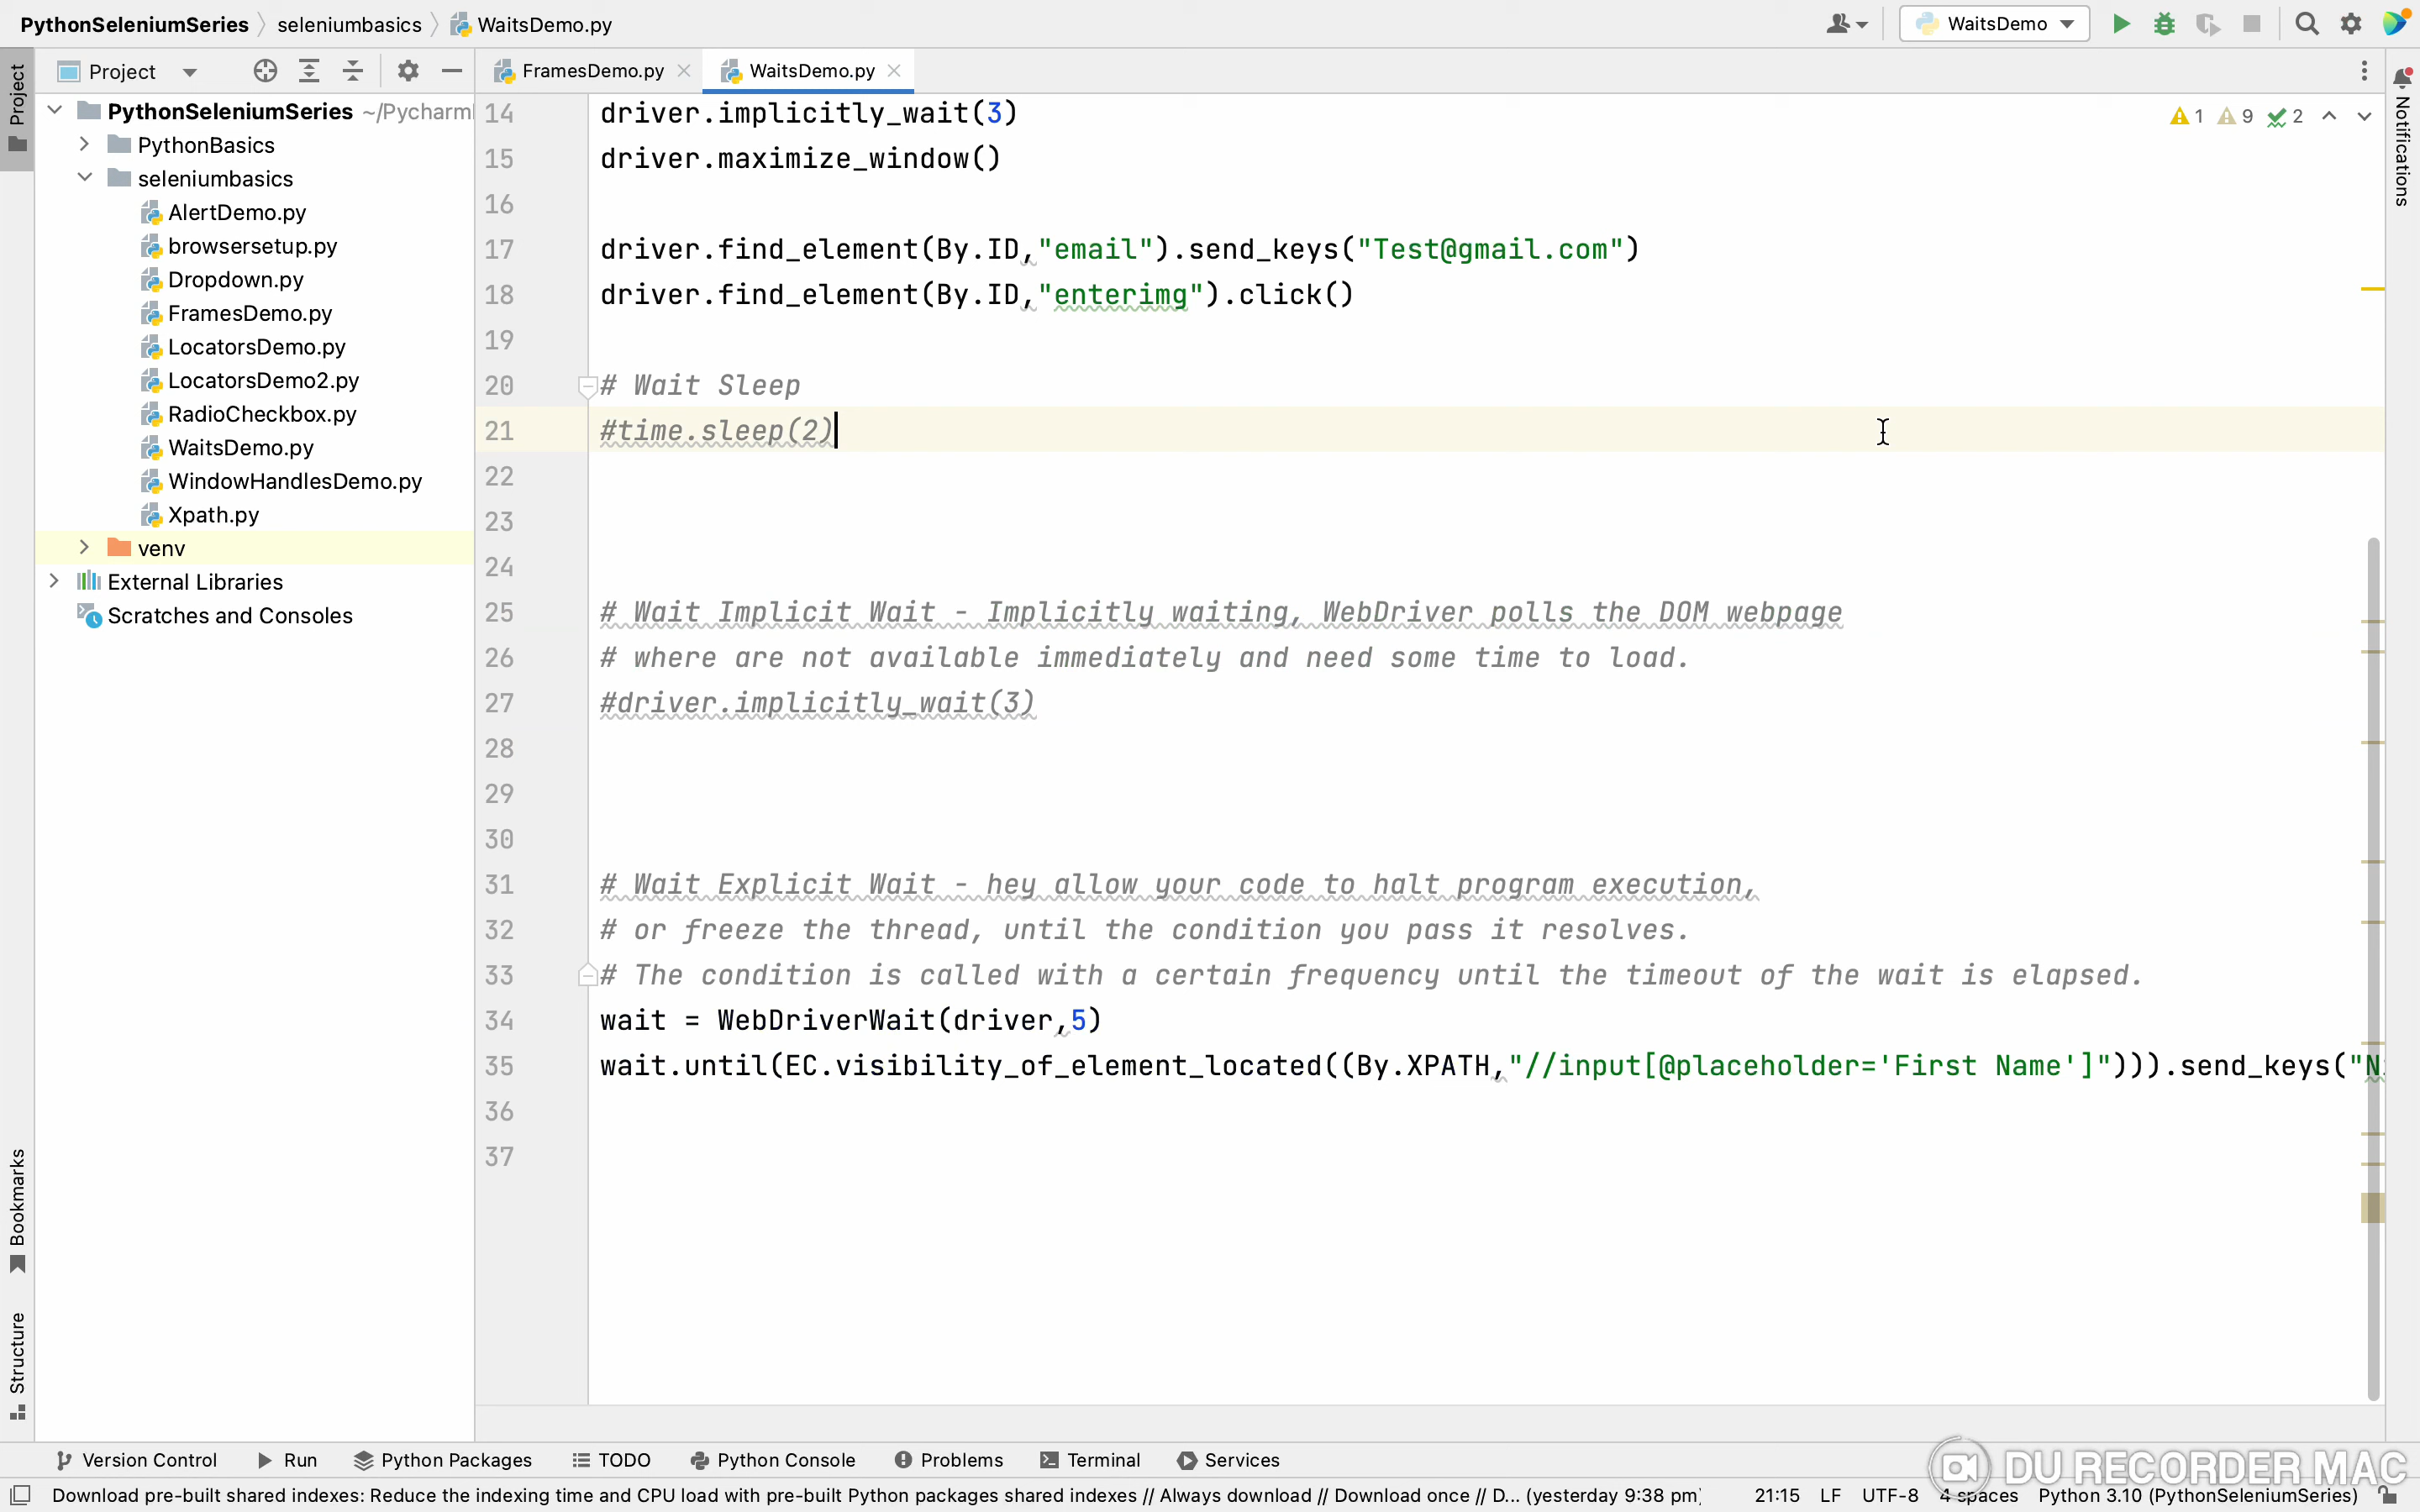 PythonSeleniumSeries seleniumbasics WaitsDemo.py WaitsDemo
Project
FramesDemo.py WaitsDemo.py
Project
PythonSeleniumSeries ~/Pycharm
PythonBasics
seleniumbasics
AlertDemo.py
browsersetup.py
Dropdown.py
FramesDemo.py
LocatorsDemo.py
LocatorsDemo2.py
RadioCheckbox.py
WaitsDemo.py
WindowHandlesDemo.py
Xpath.py
venv
External Libraries
Scratches and Consoles
1 9 2
14 driver.implicitly_wait(3)
15 driver.maximize_window()
16
17 driver.find_element(By.ID,"email").send_keys("Test@gmail.com")
18 driver.find_element(By.ID,"enterimg").click()
19
20 # Wait Sleep
21 #time.sleep(2)
22
23
24
25 # Wait Implicit Wait - Implicitly waiting, WebDriver polls the DOM webpage
26 # where are not available immediately and need some time to load.
27 #driver.implicitly_wait(3)
28
29
30
31 # Wait Explicit Wait - hey allow your code to halt program execution,
32 # or freeze the thread, until the condition you pass it resolves.
33 # The condition is called with a certain frequency until the timeout of the wait is elapsed.
34 wait = WebDriverWait(driver,5)
35 wait.until(EC.visibility_of_element_located((By.XPATH,"//input[@placeholder='First Name']"))).send_keys("N
36
37
Notifications
Bookmarks
Structure
Version Control Run Python Packages TODO Python Console Problems Terminal Services
DU RECORDER MAC
Download pre-built shared indexes: Reduce the indexing time and CPU load with pre-built Python packages shared indexes // Always download // Download once // D... (yesterday 9:38 pm) 21:15 LF UTF-8 4 spaces Python 3.10 (PythonSeleniumSeries)